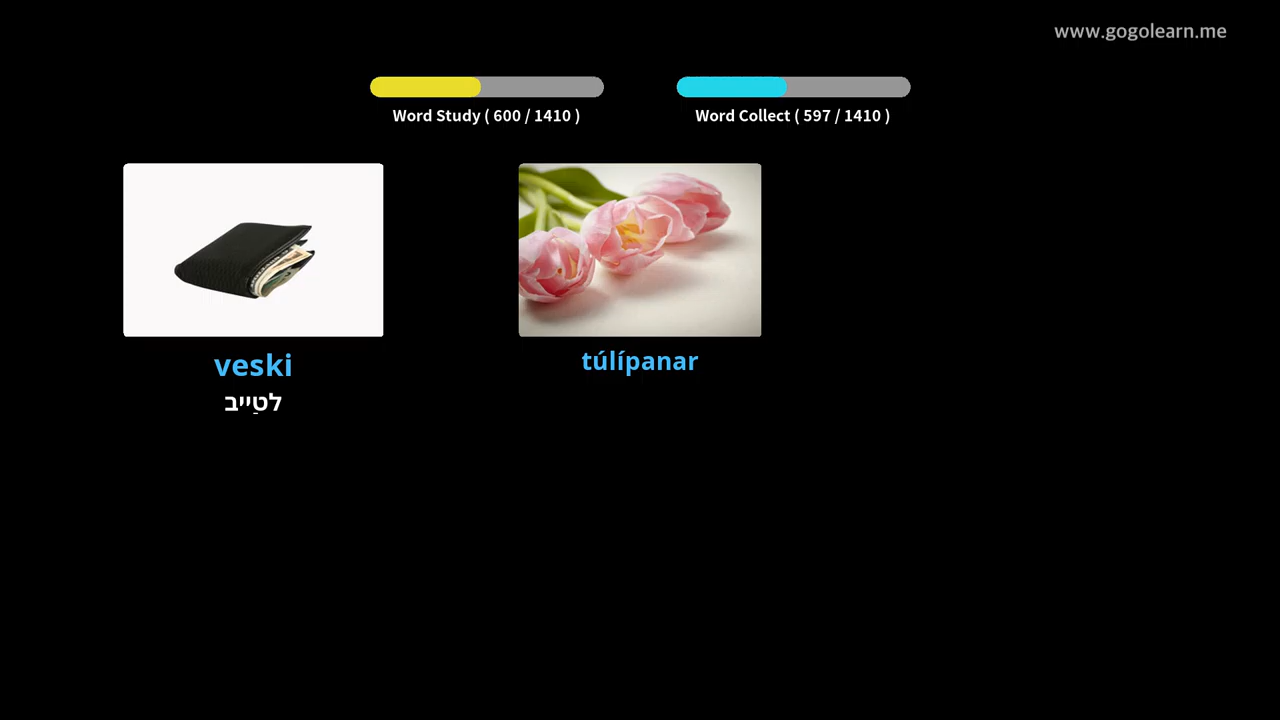 www.gogolearn.me
Word Study ( 600 / 1410 )
Word Collect ( 597 / 1410 )
veski
לטַייב
túlípanar